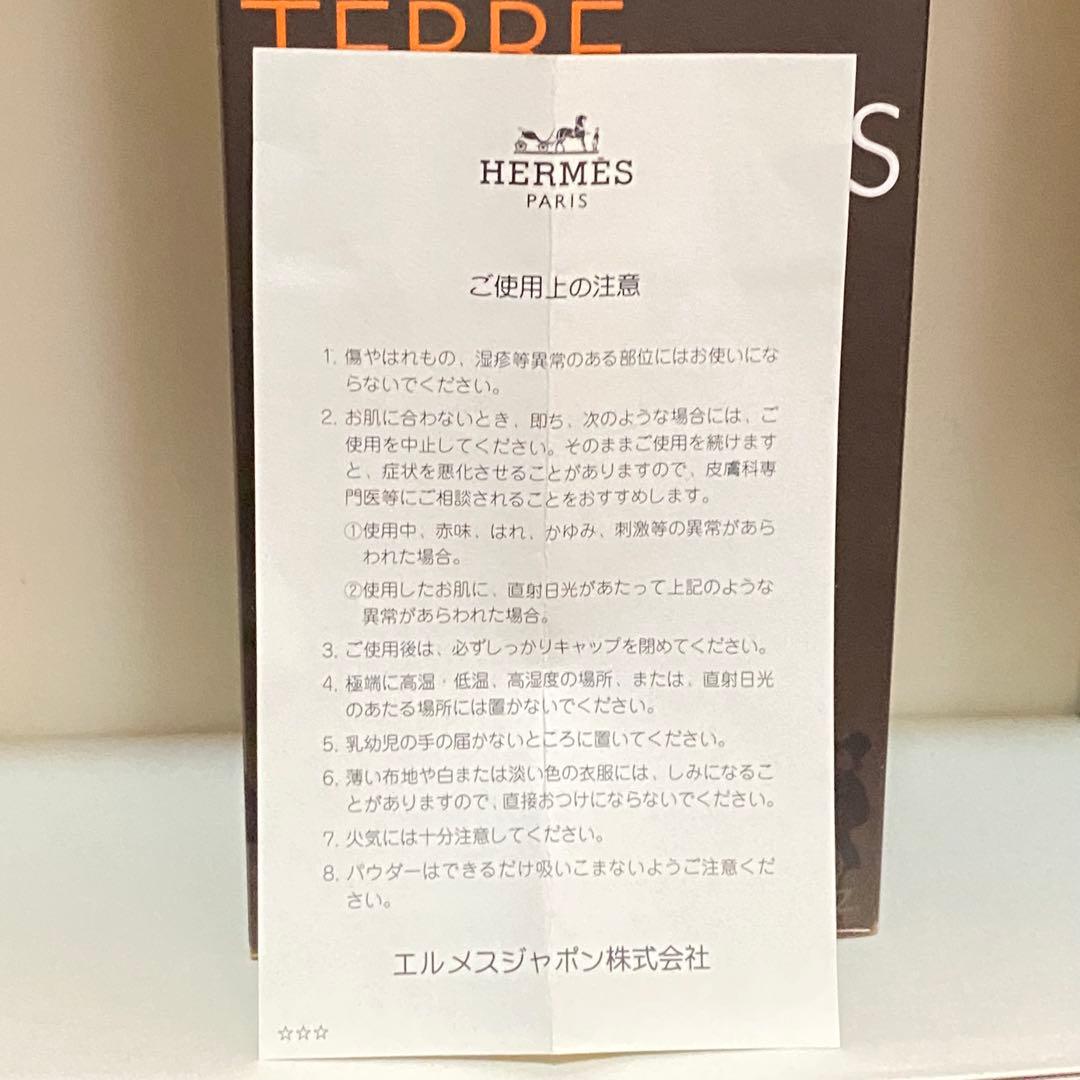 TERRE
S
HERMÈS
PARIS
ご使用上の注意
1. 傷やはれもの、湿疹等異常のある部位にはお使いにな
らないでください。
2. お肌に合わないとき、即ち、次のような場合には、ご
使用を中止してください。そのままご使用を続けます
と、症状を悪化させることがありますので、皮膚科専
門医等にご相談されることをおすすめします。
①使用中、赤味、はれ、かゆみ、刺激等の異常があら
われた場合。
②使用したお肌に、直射日光があたって上記のような
異常があらわれた場合。
3. ご使用後は、必ずしっかりキャップを閉めてください。
4. 極端に高温・低温、高湿度の場所、または、直射日光
のあたる場所には置かないでください。
5. 乳幼児の手の届かないところに置いてください。
6. 薄い布地や白または淡い色の衣服には、しみになるこ
とがありますので、直接おつけにならないでください。
7. 火気には十分注意してください。
8. パウダーはできるだけ吸いこまないようご注意くだ
さい。
エルメスジャポン株式会社
☆☆☆